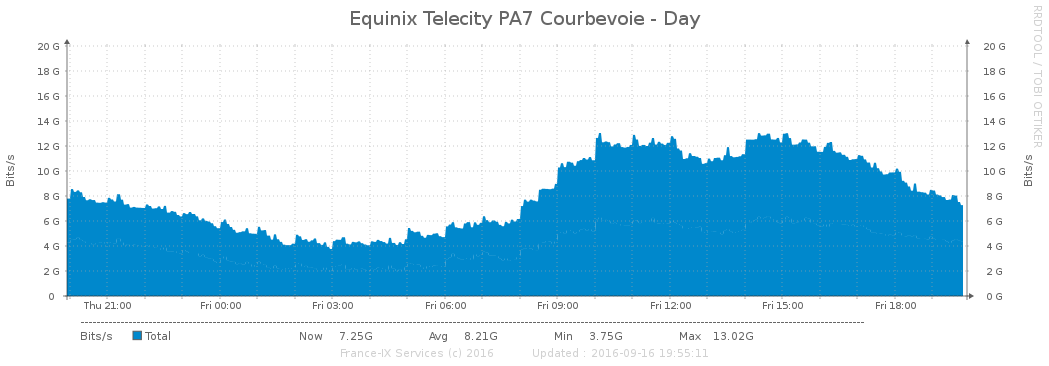 Equinix Telecity PA7 Courbevoie - Day
RRDTOOL / TOBI OETIKER
Bits/s
20 G
18 G
16 G
14 G
12 G
10 G
8 G
6 G
4 G
2 G
0
20 G
18 G
16 G
14 G
12 G
10 G
8 G
6 G
4 G
2 G
0 G
Bits/s
Thu 21:00 Fri 00:00 Fri 03:00 Fri 06:00 Fri 09:00 Fri 12:00 Fri 15:00 Fri 18:00
Bits/s Total Now 7.25G Avg 8.21G Min 3.75G Max 13.02G
France-IX Services (c) 2016 Updated : 2016-09-16 19:55:11